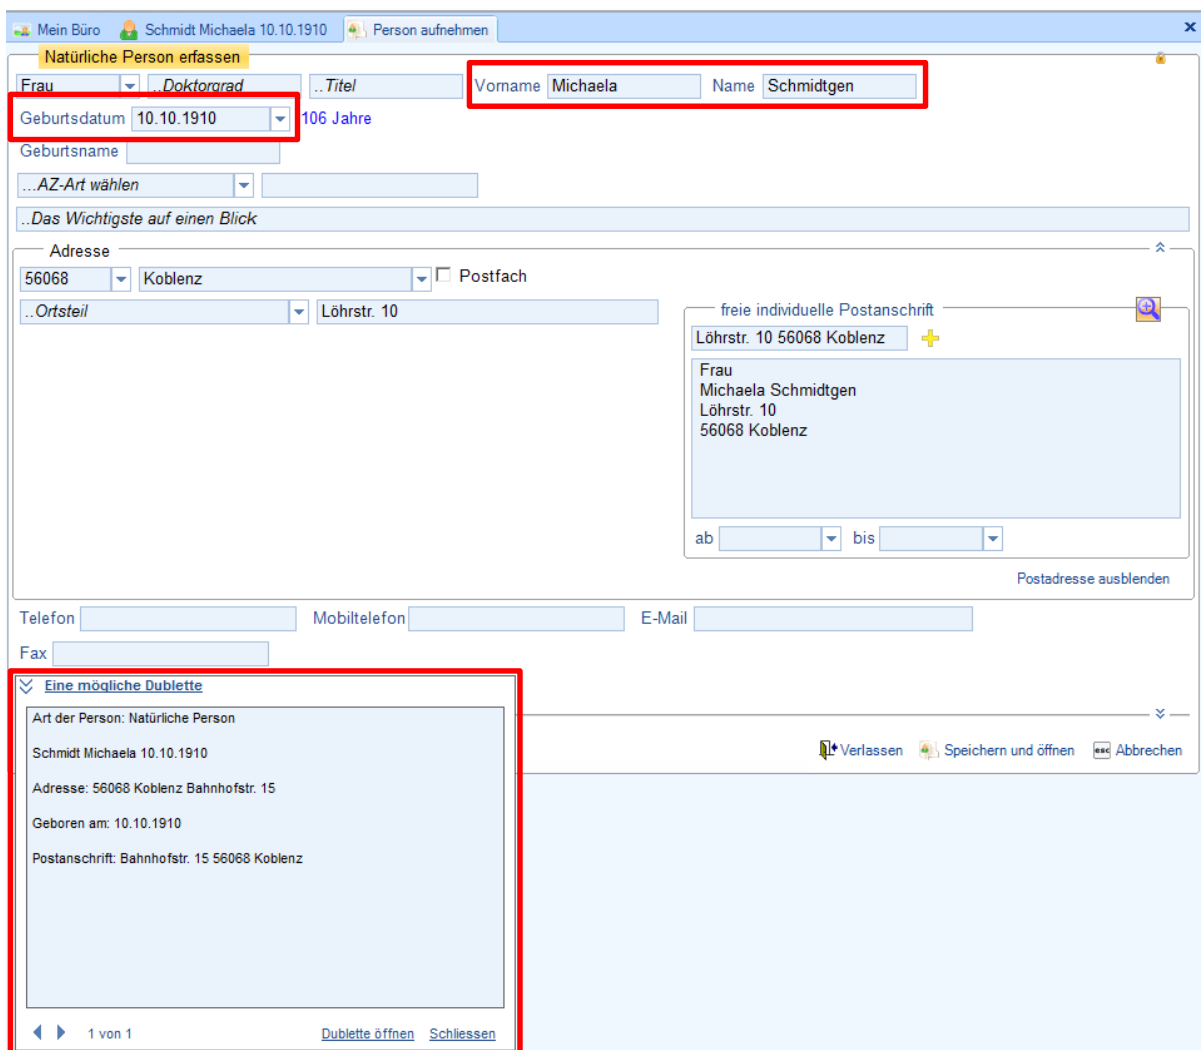 Mein Büro Schmidt Michaela 10.10.1910 Person aufnehmen x
Natürliche Person erfassen
Frau ..Doktorgrad ..Titel Vorname Michaela Name Schmidtgen
Geburtsdatum 10.10.1910 106 Jahre
Geburtsname
...AZ-Art wählen
..Das Wichtigste auf einen Blick
Adresse
56068 Koblenz Postfach
..Ortsteil Löhrstr. 10
freie individuelle Postanschrift
Löhrstr. 10 56068 Koblenz
Frau
Michaela Schmidtgen
Löhrstr. 10
56068 Koblenz
ab bis
Postadresse ausblenden
Telefon Mobiltelefon E-Mail
Fax
Eine mögliche Dublette
Art der Person: Natürliche Person
Schmidt Michaela 10.10.1910
Adresse: 56068 Koblenz Bahnhofstr. 15
Geboren am: 10.10.1910
Postanschrift: Bahnhofstr. 15 56068 Koblenz
1 von 1 Dublette öffnen Schliessen
Verlassen Speichern und öffnen esc Abbrechen